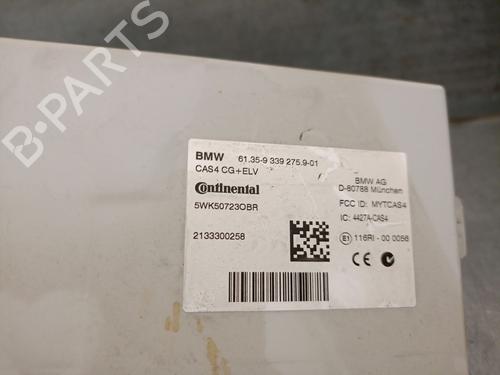 BMW 61.35-9 339 275.9-01
CAS4 CG+ELV
Continental
5WK50723OBR
2133300258
BMW AG
D-80788 München
FCC ID: MYTCAS4
IC: 4427A-CAS4
E1 116RI - 00 0056
B-PARTS